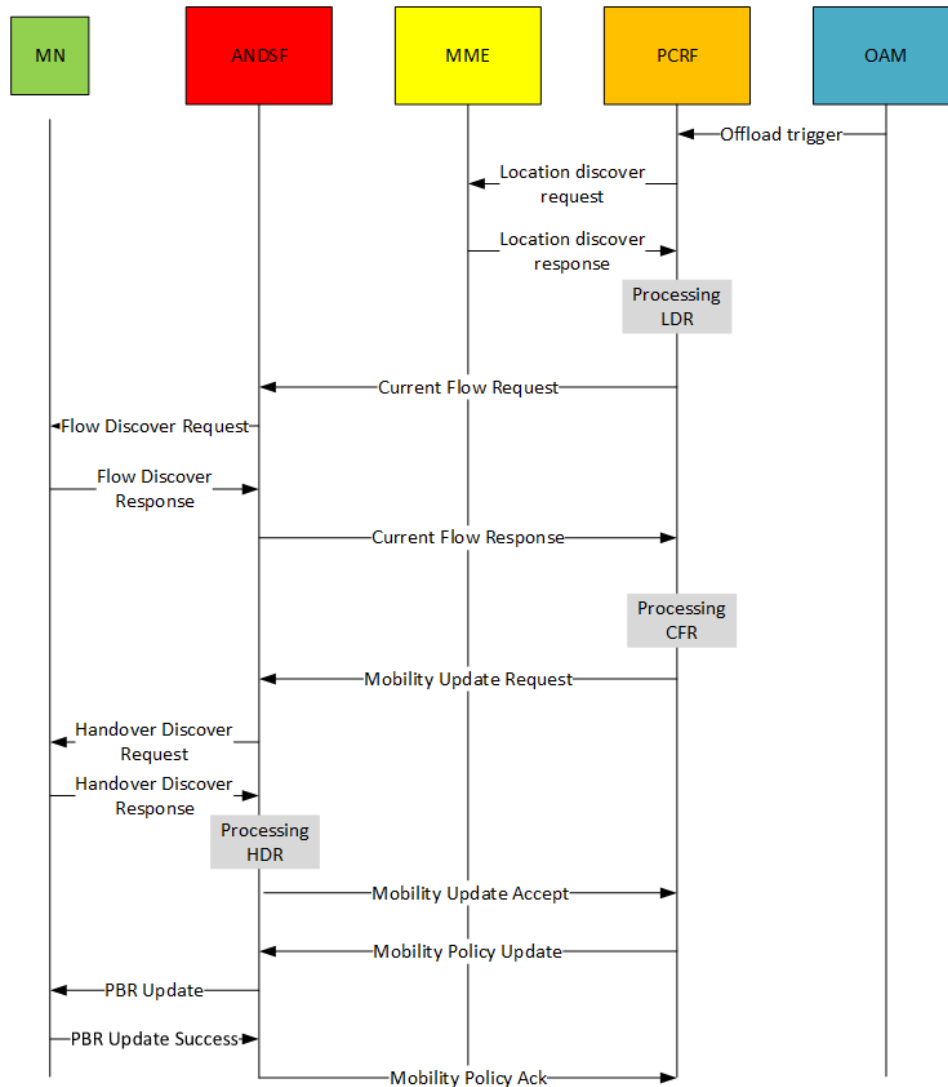 MN
ANDSF
MME
PCRF
OAM
Offload trigger
Location discover
request
Location discover
response
Processing
LDR
Current Flow Request
Flow Discover Request
Flow Discover
Response
Current Flow Response
Processing
CFR
Mobility Update Request
Handover Discover
Request
Handover Discover
Response
Processing
HDR
Mobility Update Accept
Mobility Policy Update
PBR Update
PBR Update Success
Mobility Policy Ack